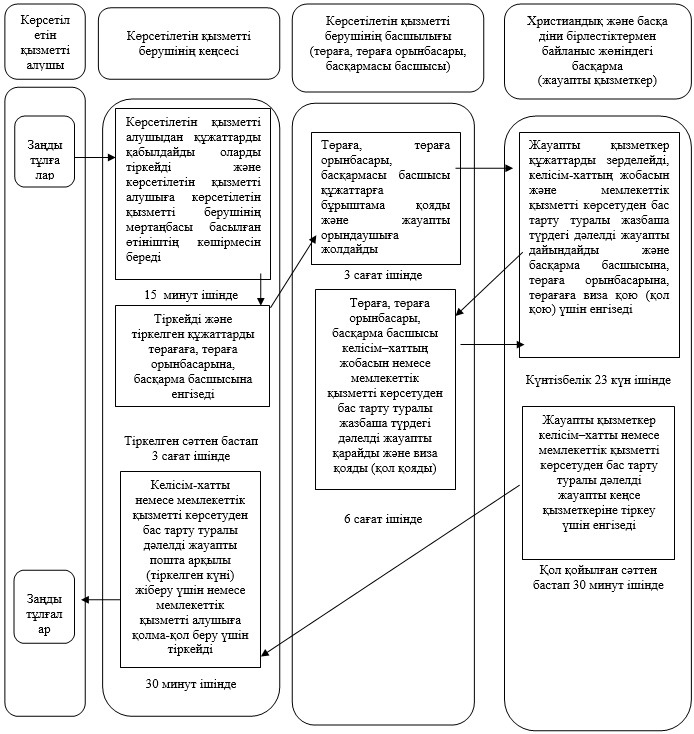 Көрсетіл
етін
қызметті
алушы
Көрсетілетін қызметті
берушінің кеңсесі
Көрсетілетін қызметті
берушінің басшылығы
(төраға, төраға орынбасары,
басқармасы басшысы)
Христиандық және басқа
діни бірлестіктермен
байланыс жөніндегі
басқарма
(жауапты қызметкер)
Заңды
тұлға
лар
Көрсетілетін қызметті
алушыдан құжаттарды
қабылдайды оларды
тіркейді және
көрсетілетін қызметті
алушыға көрсетілетін
қызметті берушінің
мөртаңбасы басылған
өтініштің көшірмесін
береді
15 минут ішінде
Тіркейді және
тіркелген құжаттарды
төрағаға, төраға
орынбасарына,
басқарма басшысына
енгізеді
Тіркелген сәттен бастап
3 сағат ішінде
Төраға, төраға
орынбасары,
басқармасы басшысы
құжаттарға
бұрыштама қояды
және жауапты
орындаушыға
жолдайды
3 сағат ішінде
Жауапты қызметкер
құжаттарды зерделейді,
келісім-хаттың жобасын
және мемлекеттік
қызметті көрсетуден бас
тарту туралы жазбаша
түрдегі дәлелді жауапты
дайындайды және
басқарма басшысына,
төраға орынбасарына,
төрағаға виза қою (қол
қою) үшін енгізеді
Күнтізбелік 23 күн ішінде
Төраға, төраға
орынбасары,
басқарма басшысы
келісім–хаттың
жобасын немесе
мемлекеттік
қызметті көрсетуден
бас тарту туралы
жазбаша түрдегі
дәлелді жауапты
қарайды және виза
қояды (қол қояды)
6 сағат ішінде
Жауапты қызметкер
келісім–хатты немесе
мемлекеттік қызметті
көрсетуден бас тарту
туралы дәлелді
жауапты кеңсе
қызметкеріне тіркеу
үшін енгізеді
Қол қойылған сәттен
бастап 30 минут ішінде
Келісім-хатты
немесе мемлекеттік
қызметті көрсетуден
бас тарту туралы
дәлелді жауапты
пошта арқылы
(тіркелген күні)
жіберу үшін немесе
мемлекеттік
қызметті алушыға
қолма-қол беру үшін
тіркейді
30 минут ішінде
Заңды
тұлғал
ар